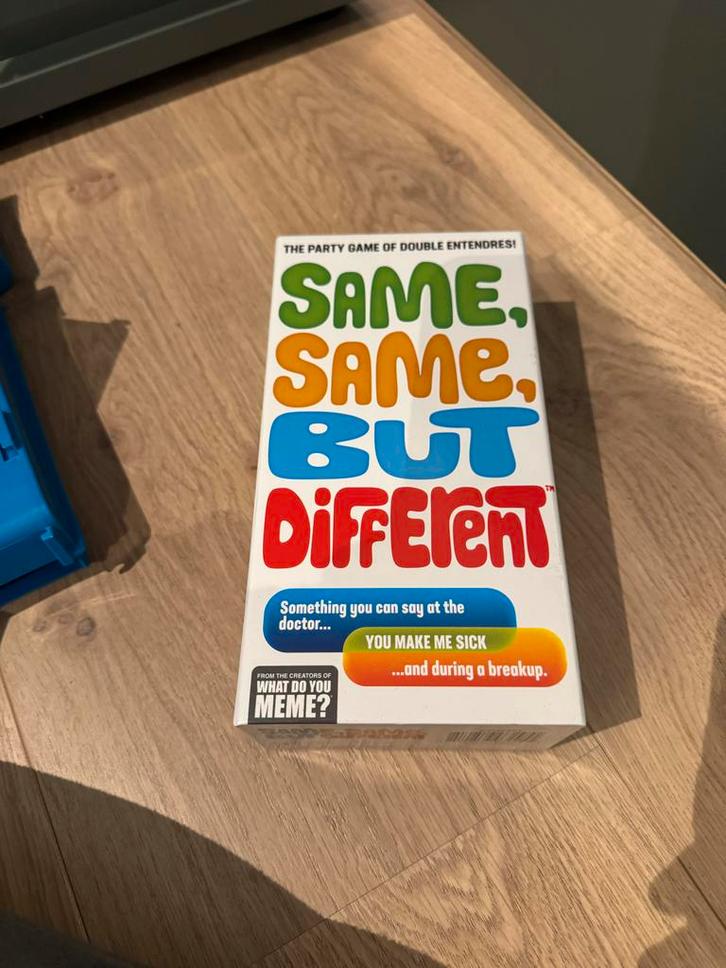 THE PARTY GAME OF DOUBLE ENTENDRES!
SAME,
SAME,
BUT
DIFFERENT™
Something you can say at the
doctor...
YOU MAKE ME SICK
...and during a breakup.
FROM THE CREATORS OF
WHAT DO YOU
MEME?